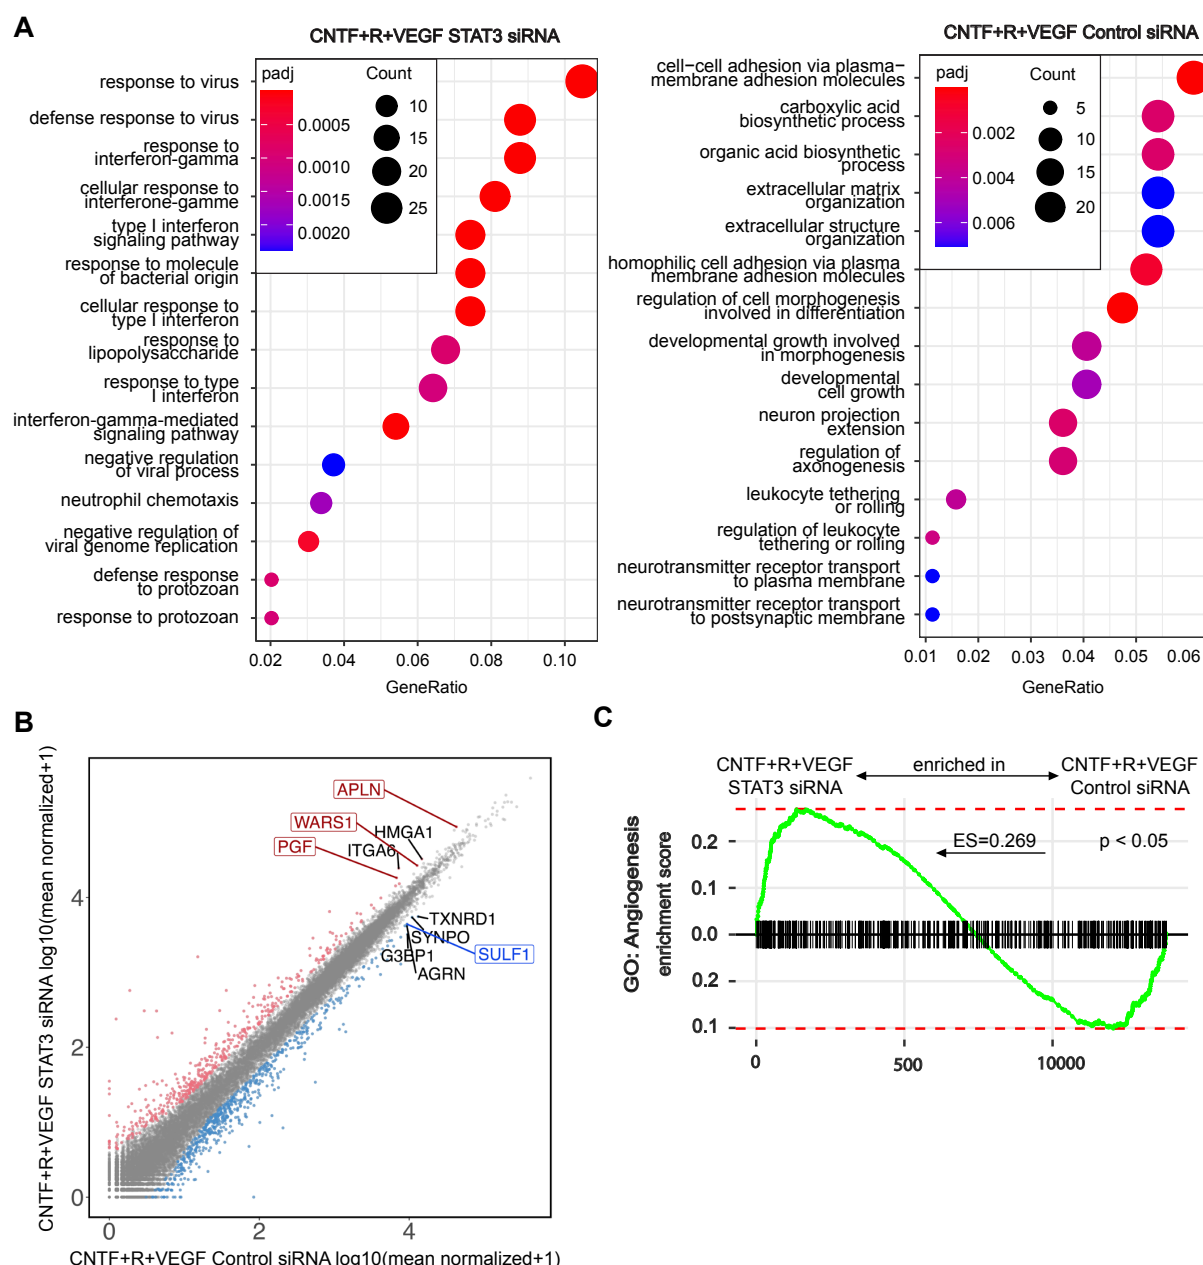 A
CNTF+R+VEGF STAT3 siRNA
padj
0.0005
0.0010
0.0015
0.0020
Count
10
15
20
25
response to virus
defense response to virus
response to
interferon-gamma
cellular response to
interferone-gamme
type I interferon
signaling pathway
response to molecule
of bacterial origin
cellular response to
type I interferon
response to
lipopolysaccharide
response to type
I interferon
interferon-gamma-mediated
signaling pathway
negative regulation
of viral process
neutrophil chemotaxis
negative regulation of
viral genome replication
defense response
to protozoan
response to protozoan
0.02
0.04
0.06
0.08
0.10
GeneRatio
CNTF+R+VEGF Control siRNA
padj
0.002
0.004
0.006
Count
5
10
15
20
cell-cell adhesion via plasma-
membrane adhesion molecules
carboxylic acid
biosynthetic process
organic acid biosynthetic
process
extracellular matrix
organization
extracellular structure
organization
homophilic cell adhesion via plasma
membrane adhesion molecules
regulation of cell morphogenesis
involved in differentiation
developmental growth involved
in morphogenesis
developmental
cell growth
neuron projection
extension
regulation of
axonogenesis
leukocyte tethering
or rolling
regulation of leukocyte
tethering or rolling
neurotransmitter receptor transport
to plasma membrane
neurotransmitter receptor transport
to postsynaptic membrane
0.01
0.02
0.03
0.04
0.05
0.06
GeneRatio
B
CNTF+R+VEGF STAT3 siRNA log10(mean normalized+1)
4
2
0
APLN
WARS1
HMGA1
PGF
ITGA6
TXNRD1
SYNPO
SULF1
G3BP1
AGRN
0
2
4
CNTF+R+VEGF Control siRNA log10(mean normalized+1)
C
CNTF+R+VEGF
STAT3 siRNA
enriched in
CNTF+R+VEGF
Control siRNA
GO: Angiogenesis
enrichment score
0.2
0.1
0.0
0.2
0.1
ES=0.269
p < 0.05
0
500
10000